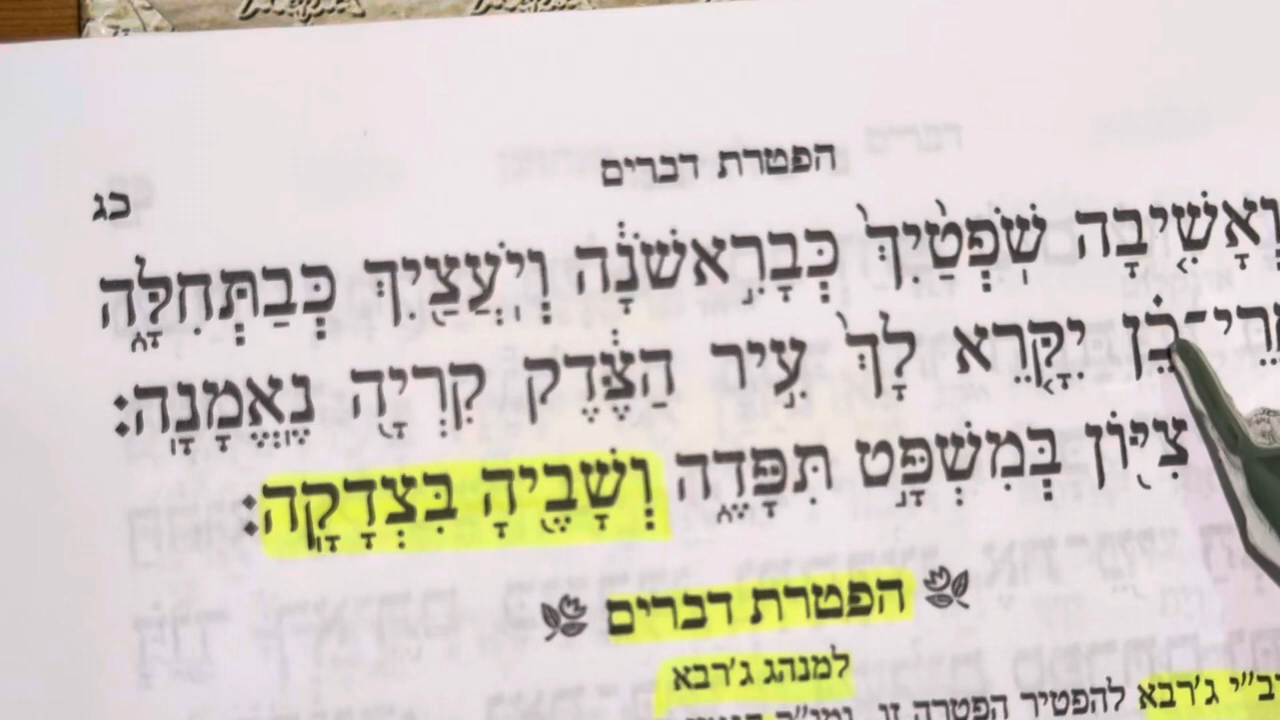 הפטרת דברים
כג
וְאָשִׁ֤יבָה שֹׁפְטַ֙יִךְ֙ כְּבָרִ֣אשֹׁנָ֔ה וְיֹעֲצַ֖יִךְ כְּבַתְּחִלָּ֑ה
כֵ֗ן יִקָּ֤רֵא לָךְ֙ עִ֣יר הַצֶּ֔דֶק קִרְיָ֖ה נֶאֱמָנָֽה׃
צִיּ֖וֹן בְּמִשְׁפָּ֣ט תִּפָּדֶ֑ה וְשָׁבֶ֖יהָ בִּצְדָקָֽה׃
הפטרת דברים
למנהג ג׳רבא
ג׳רבא להפטיר הפטרה זו